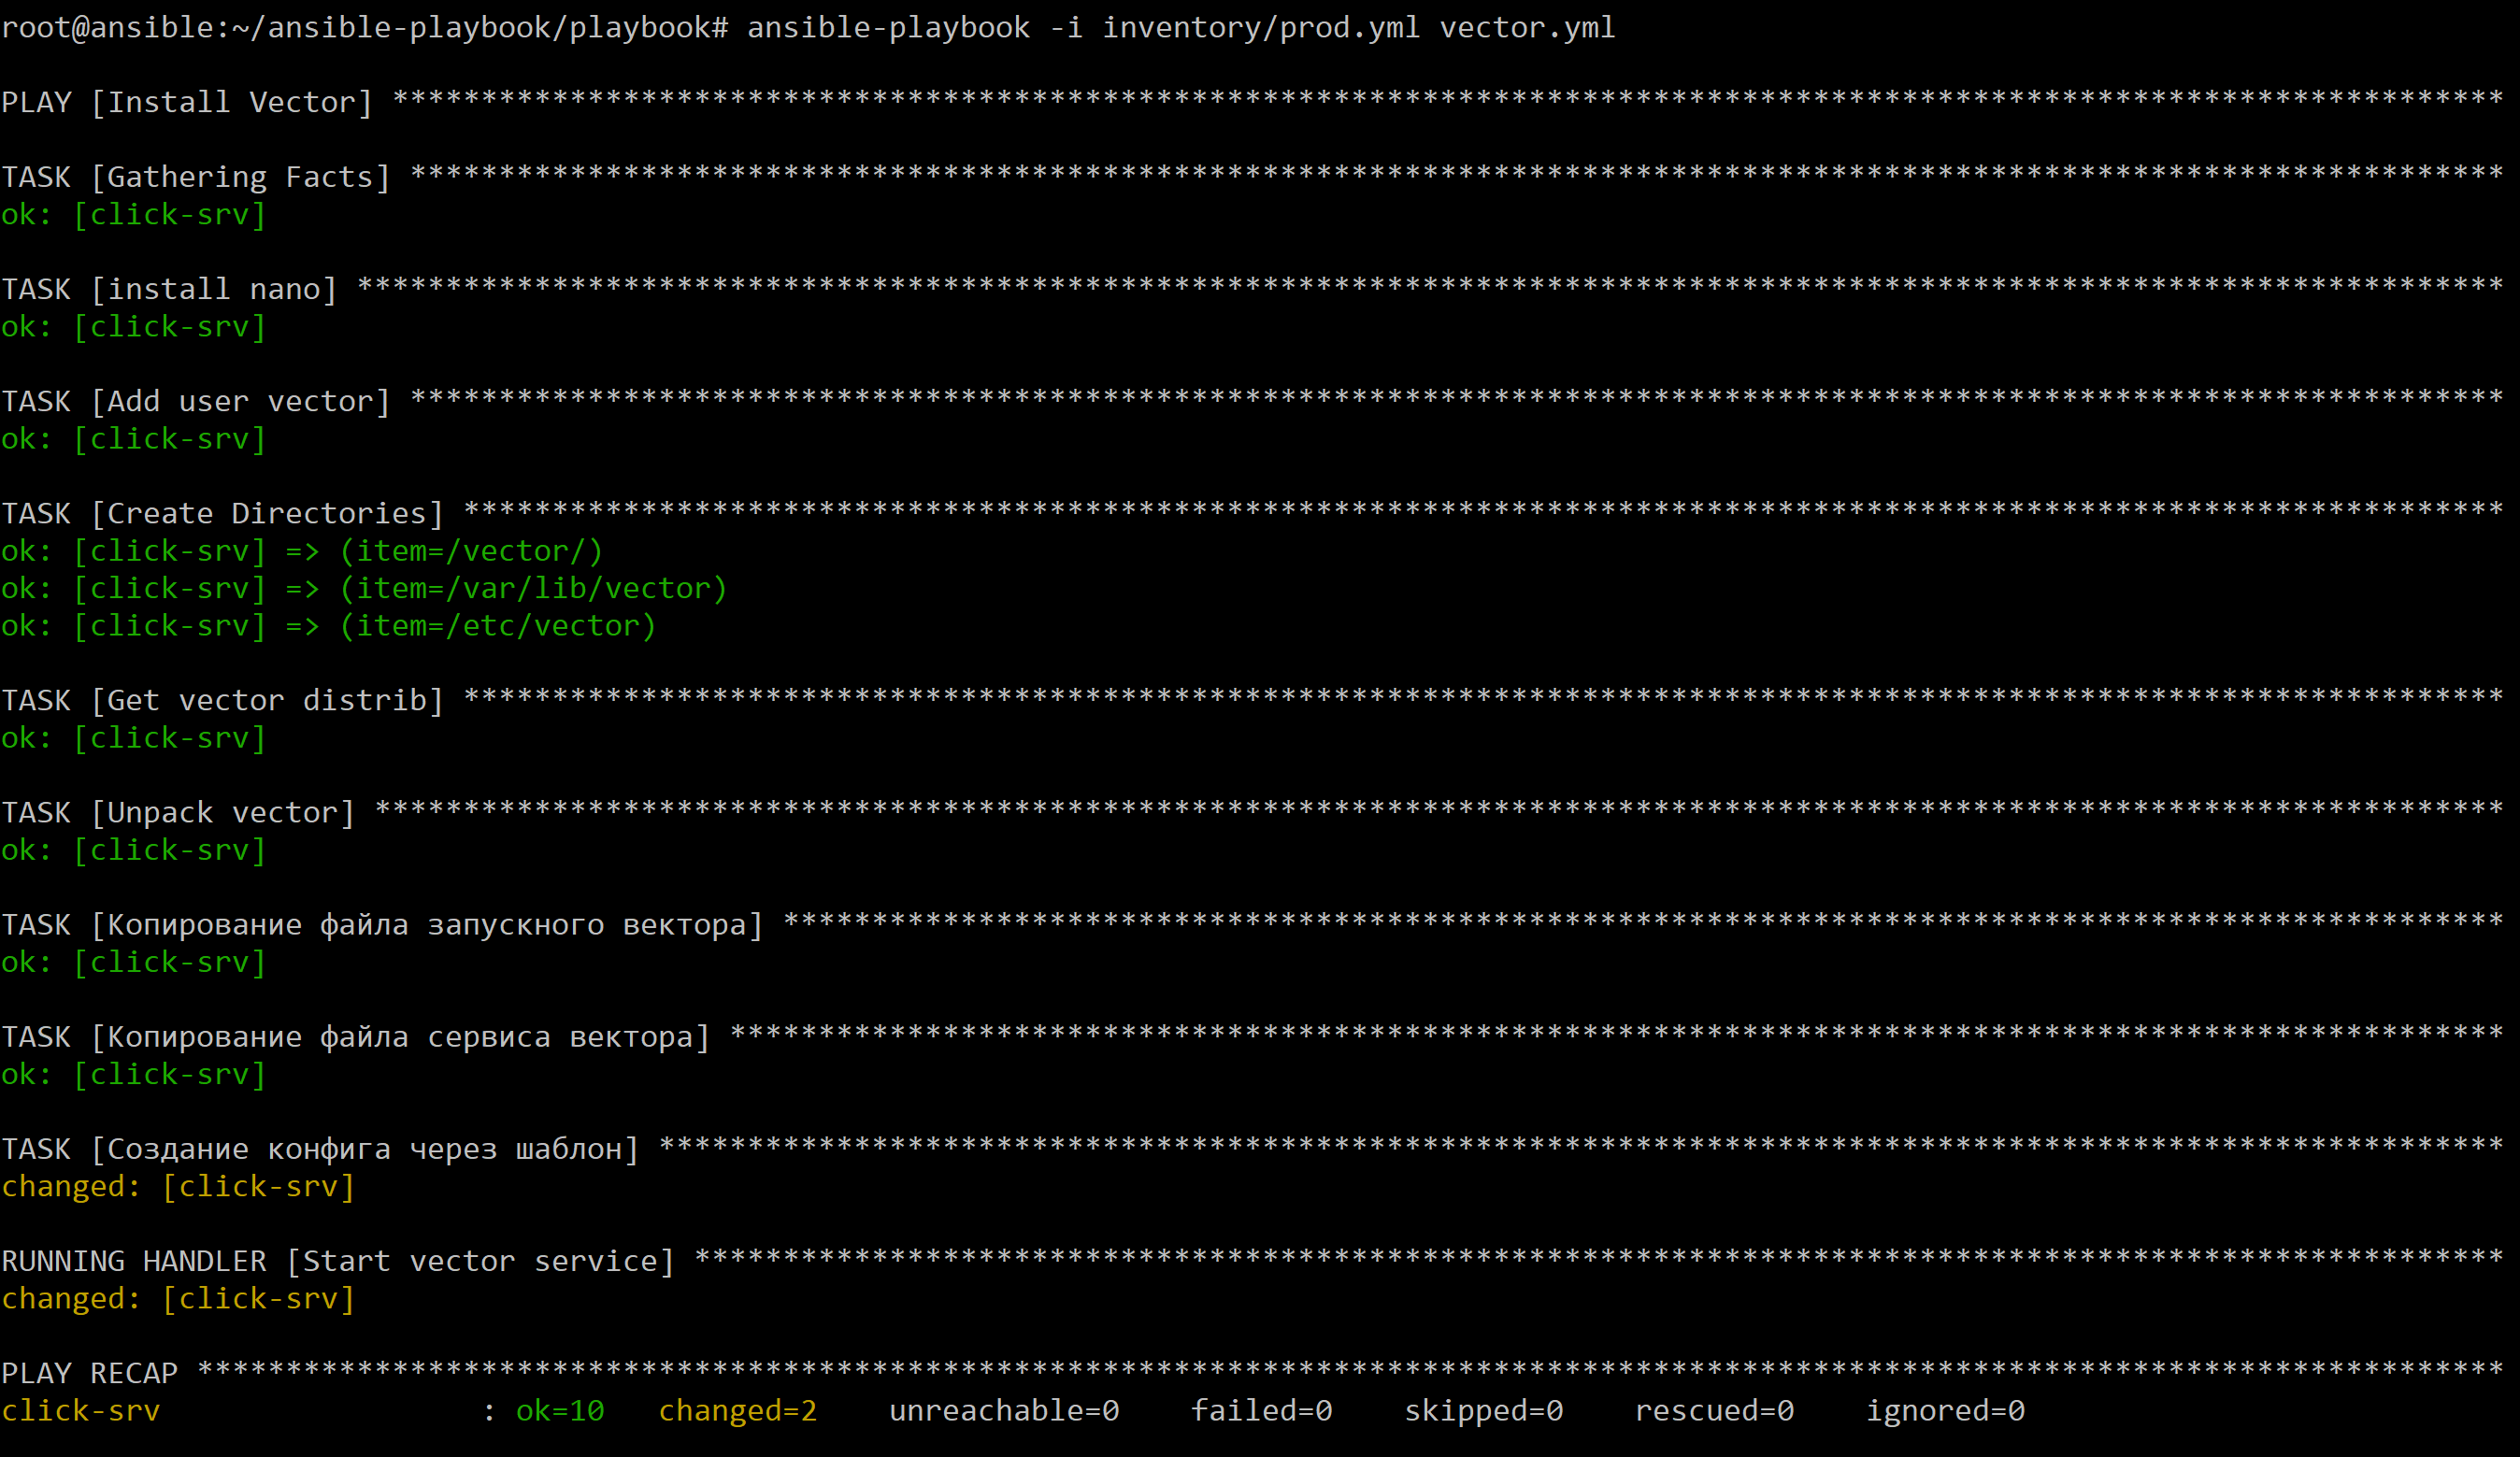 root@ansible:~/ansible-playbook/playbook# ansible-playbook -i inventory/prod.yml vector.yml
PLAY [Install Vector] ***********************************************************************************************************************
TASK [Gathering Facts] **********************************************************************************************************************
ok: [click-srv]
TASK [install nano] *************************************************************************************************************************
ok: [click-srv]
TASK [Add user vector] **********************************************************************************************************************
ok: [click-srv]
TASK [Create Directories] *******************************************************************************************************************
ok: [click-srv] => (item=/vector/)
ok: [click-srv] => (item=/var/lib/vector)
ok: [click-srv] => (item=/etc/vector)
TASK [Get vector distrib] *******************************************************************************************************************
ok: [click-srv]
TASK [Unpack vector] ************************************************************************************************************************
ok: [click-srv]
TASK [Копирование файла запускного вектора] *************************************************************************************************
ok: [click-srv]
TASK [Копирование файла сервиса вектора] ****************************************************************************************************
ok: [click-srv]
TASK [Создание конфига через шаблон] ********************************************************************************************************
changed: [click-srv]
RUNNING HANDLER [Start vector service] ******************************************************************************************************
changed: [click-srv]
PLAY RECAP **********************************************************************************************************************************
click-srv                  : ok=10   changed=2    unreachable=0    failed=0    skipped=0    rescued=0    ignored=0